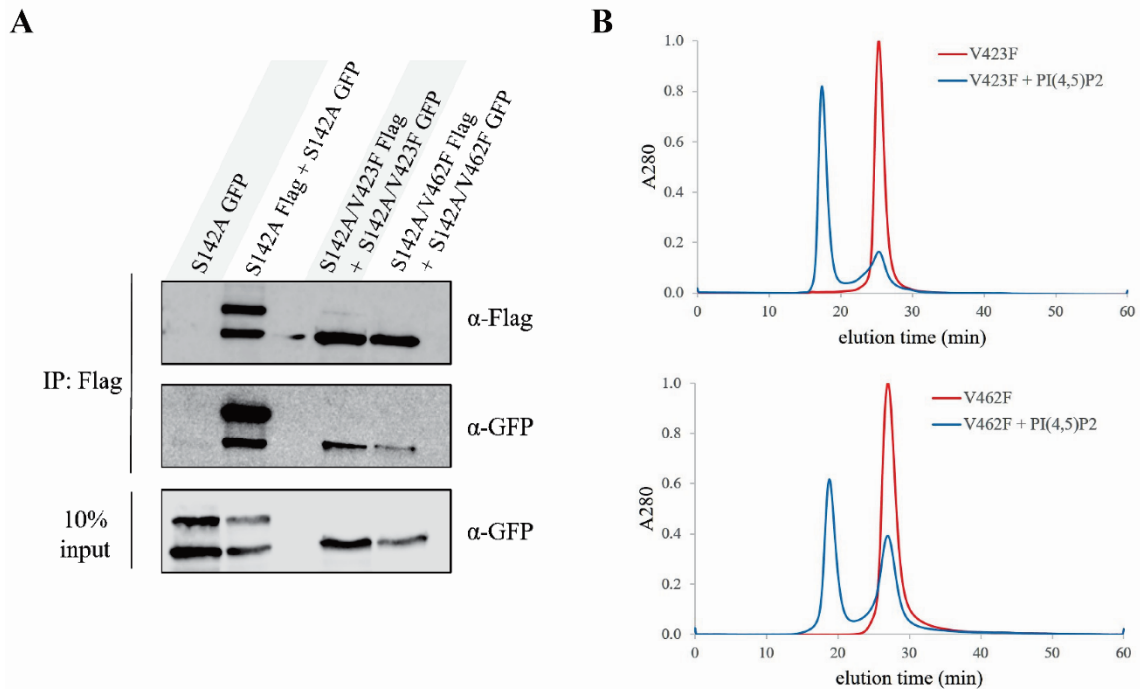 A
S142A GFP
S142A Flag + S142A GFP
S142A/V423F Flag
+ S142A/V423F GFP
S142A/V462F Flag
+ S142A/V462F GFP
IP: Flag
α-Flag
α-GFP
10%
input
α-GFP
B
V423F
V423F + PI(4,5)P2
A280
1.0
0.8
0.6
0.4
0.2
0.0
0 10 20 30 40 50 60
elution time (min)
V462F
V462F + PI(4,5)P2
A280
1.0
0.8
0.6
0.4
0.2
0.0
0 10 20 30 40 50 60
elution time (min)